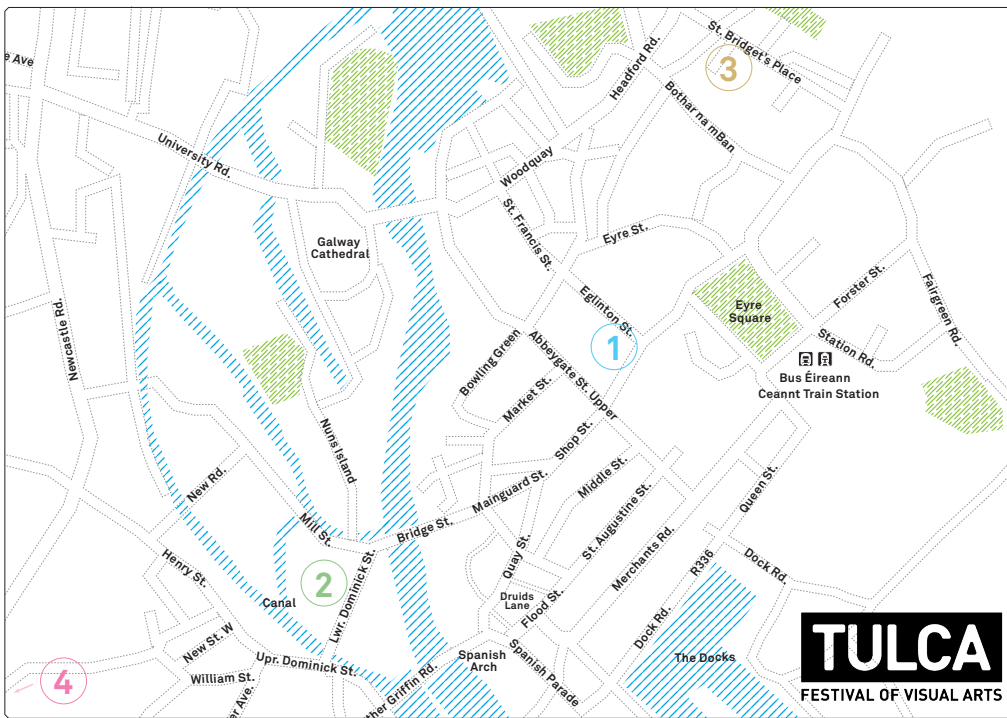 e Ave
St. Bridget's Place
3
Headford Rd.
Bothar na mBan
University Rd.
Woodquay
St. Francis St.
Galway
Cathedral
Eyre St.
Forster St.
Fairgreen Rd.
Eglinton St.
Eyre
Square
Newcastle Rd.
1
Station Rd.
Bowling Green
Abbeygate St. Upper
Bus Éireann
Ceannt Train Station
Market St.
Nuns Island
Shop St.
Middle St.
New Rd.
Mainguard St.
Queen St.
St. Augustine St.
Mill St.
Bridge St.
Merchants Rd.
Quay St.
R336
Dock Rd.
Henry St.
2
Canal
Lwr. Dominick St.
Druids
Lane
Flood St.
Dock Rd.
New St. W
Upr. Dominick St.
Spanish
Arch
Spanish Parade
The Docks
William St.
4
er Ave.
ther Griffin Rd.
TULCA
FESTIVAL OF VISUAL ARTS